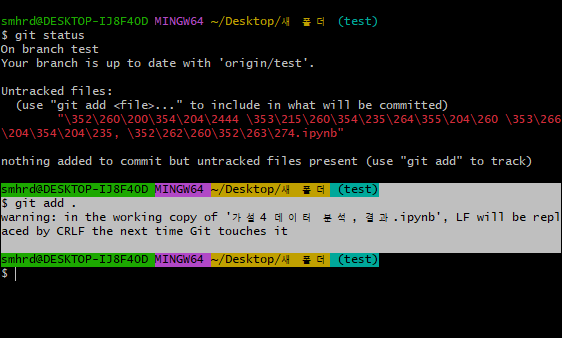 smhrd@DESKTOP-IJ8F4OD MINGW64 ~/Desktop/새 폴더 (test)
$ git status
On branch test
Your branch is up to date with 'origin/test'.
Untracked files:
(use "git add <file>..." to include in what will be committed)
"\352\260\200\354\204\2444 \353\215\260\354\235\264\355\204\260 \353\266
\204\354\204\235, \352\262\260\352\263\274.ipynb"
nothing added to commit but untracked files present (use "git add" to track)
smhrd@DESKTOP-IJ8F4OD MINGW64 ~/Desktop/새 폴더 (test)
$ git add .
warning: in the working copy of '가설4 데이터 분석, 결과.ipynb', LF will be repl
aced by CRLF the next time Git touches it
smhrd@DESKTOP-IJ8F4OD MINGW64 ~/Desktop/새 폴더 (test)
$